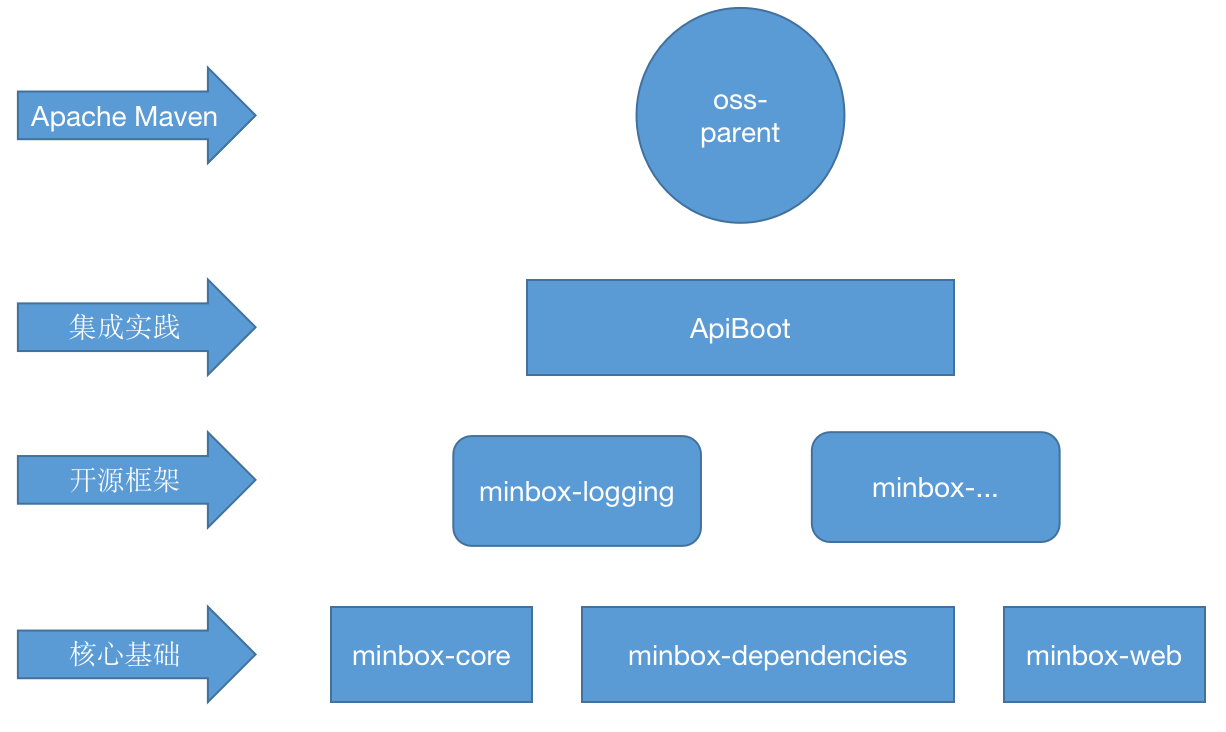 Apache Maven
oss-
parent
集成实践
ApiBoot
开源框架
minbox-logging
minbox-...
核心基础
minbox-core
minbox-dependencies
minbox-web